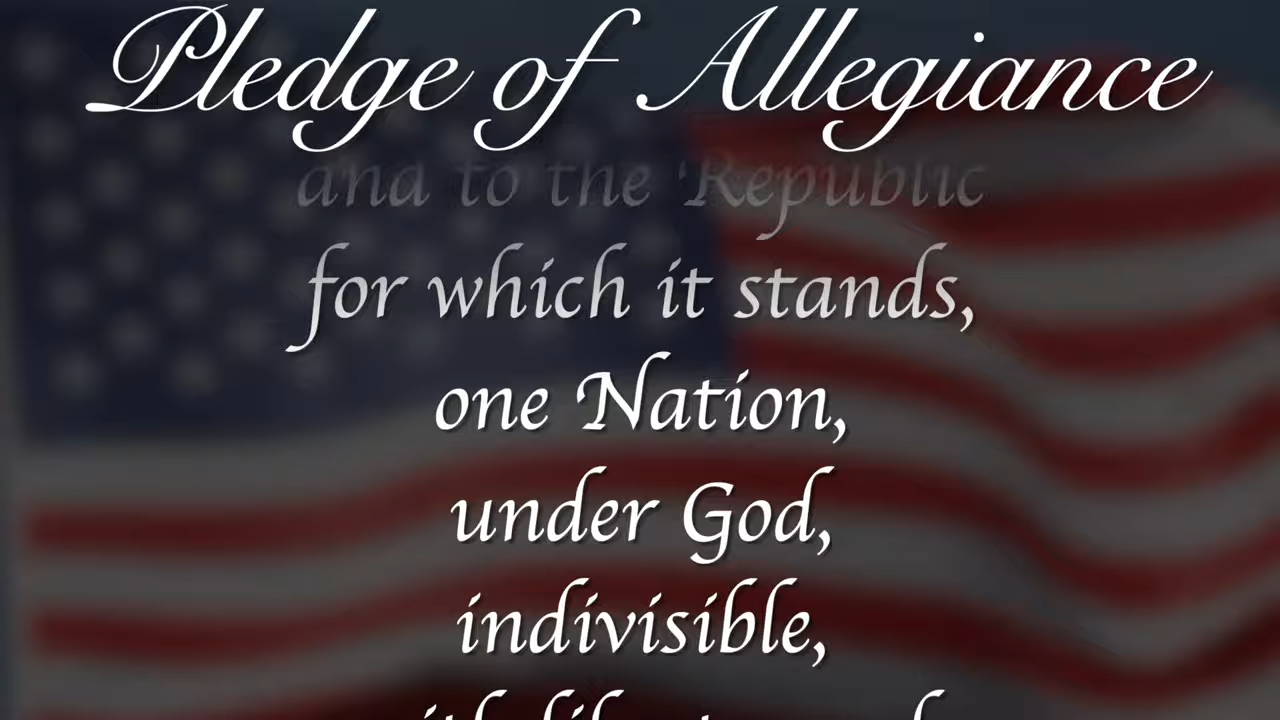 Pledge of Allegiance
and to the Republic
for which it stands,
one Nation,
under God,
indivisible,